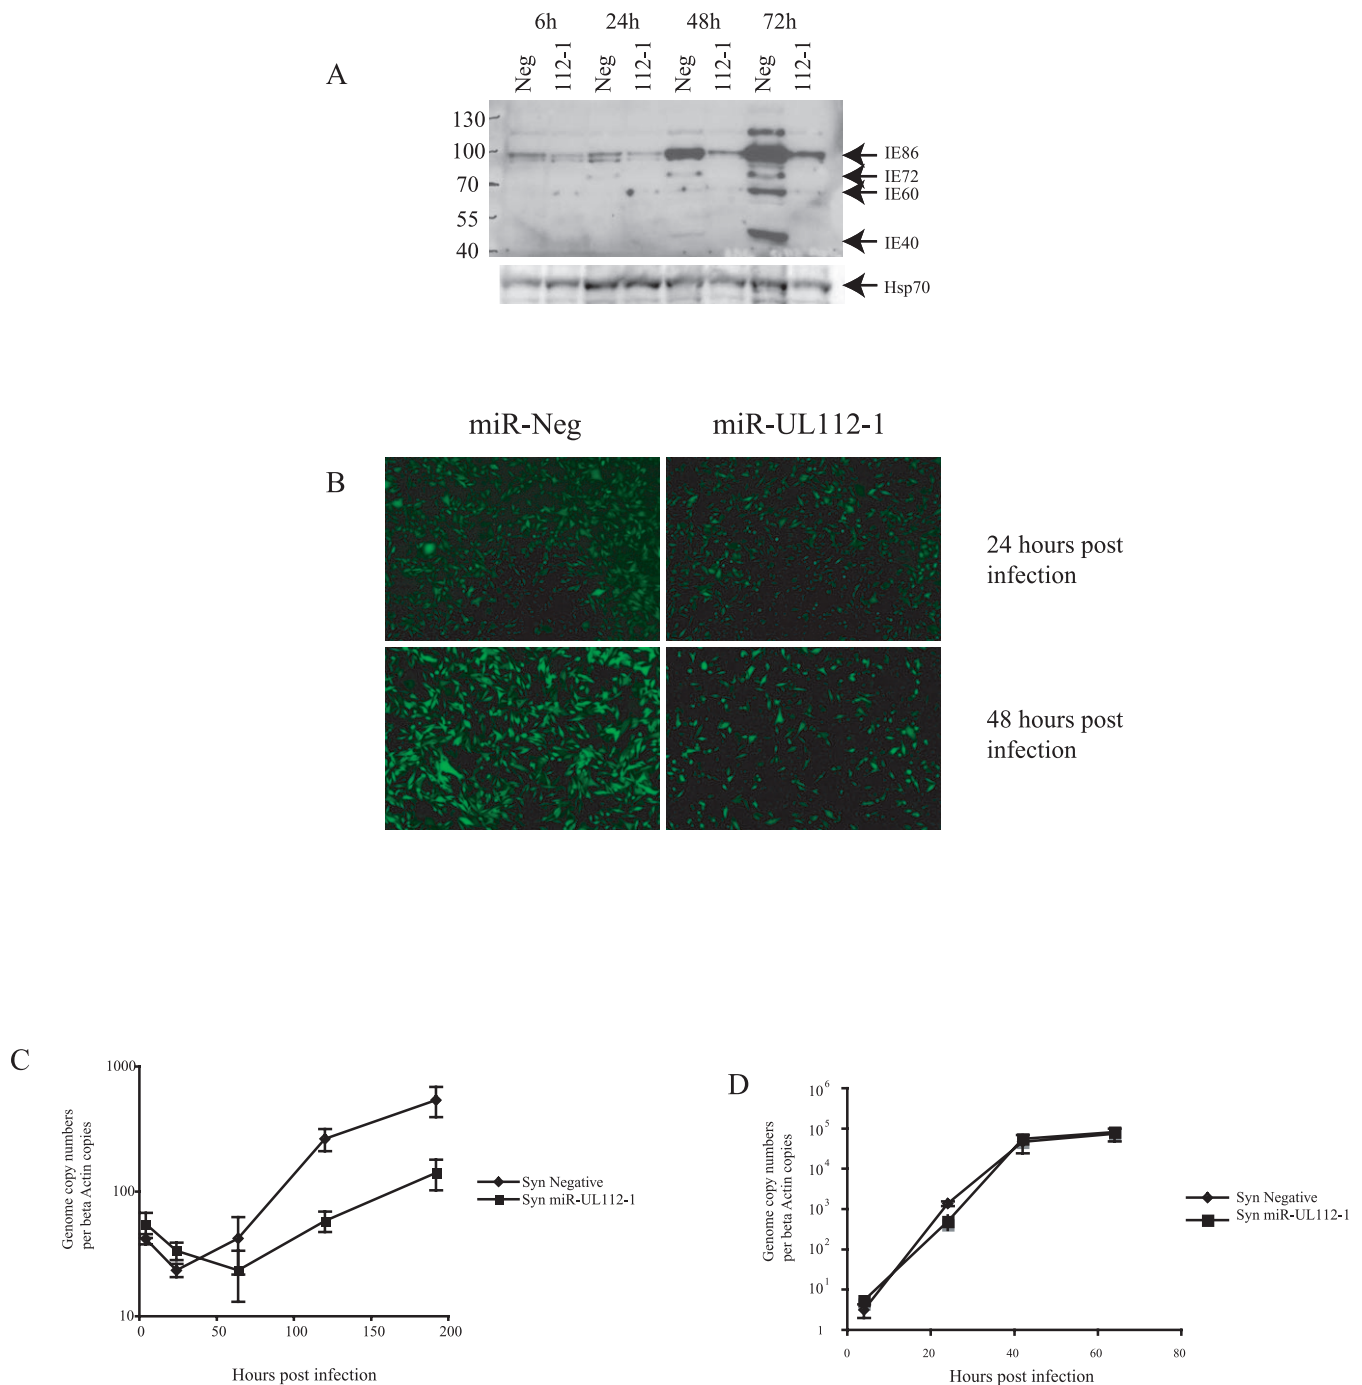 6h 24h 48h 72h
A
Neg 112-1 Neg 112-1 Neg 112-1 Neg 112-1
130
100
70
55
40
IE86
IE72
IE60
IE40
Hsp70
miR-Neg miR-UL112-1
B
24 hours post
infection
48 hours post
infection
C
Genome copy numbers
per beta Actin copies
1000
100
10
0 50 100 150 200
Hours post infection
Syn Negative
Syn miR-UL112-1
D
Genome copy numbers
per beta Actin copies
10^6
10^5
10^4
10^3
10^2
10^1
1
0 20 40 60 80
Hours post infection
Syn Negative
Syn miR-UL112-1